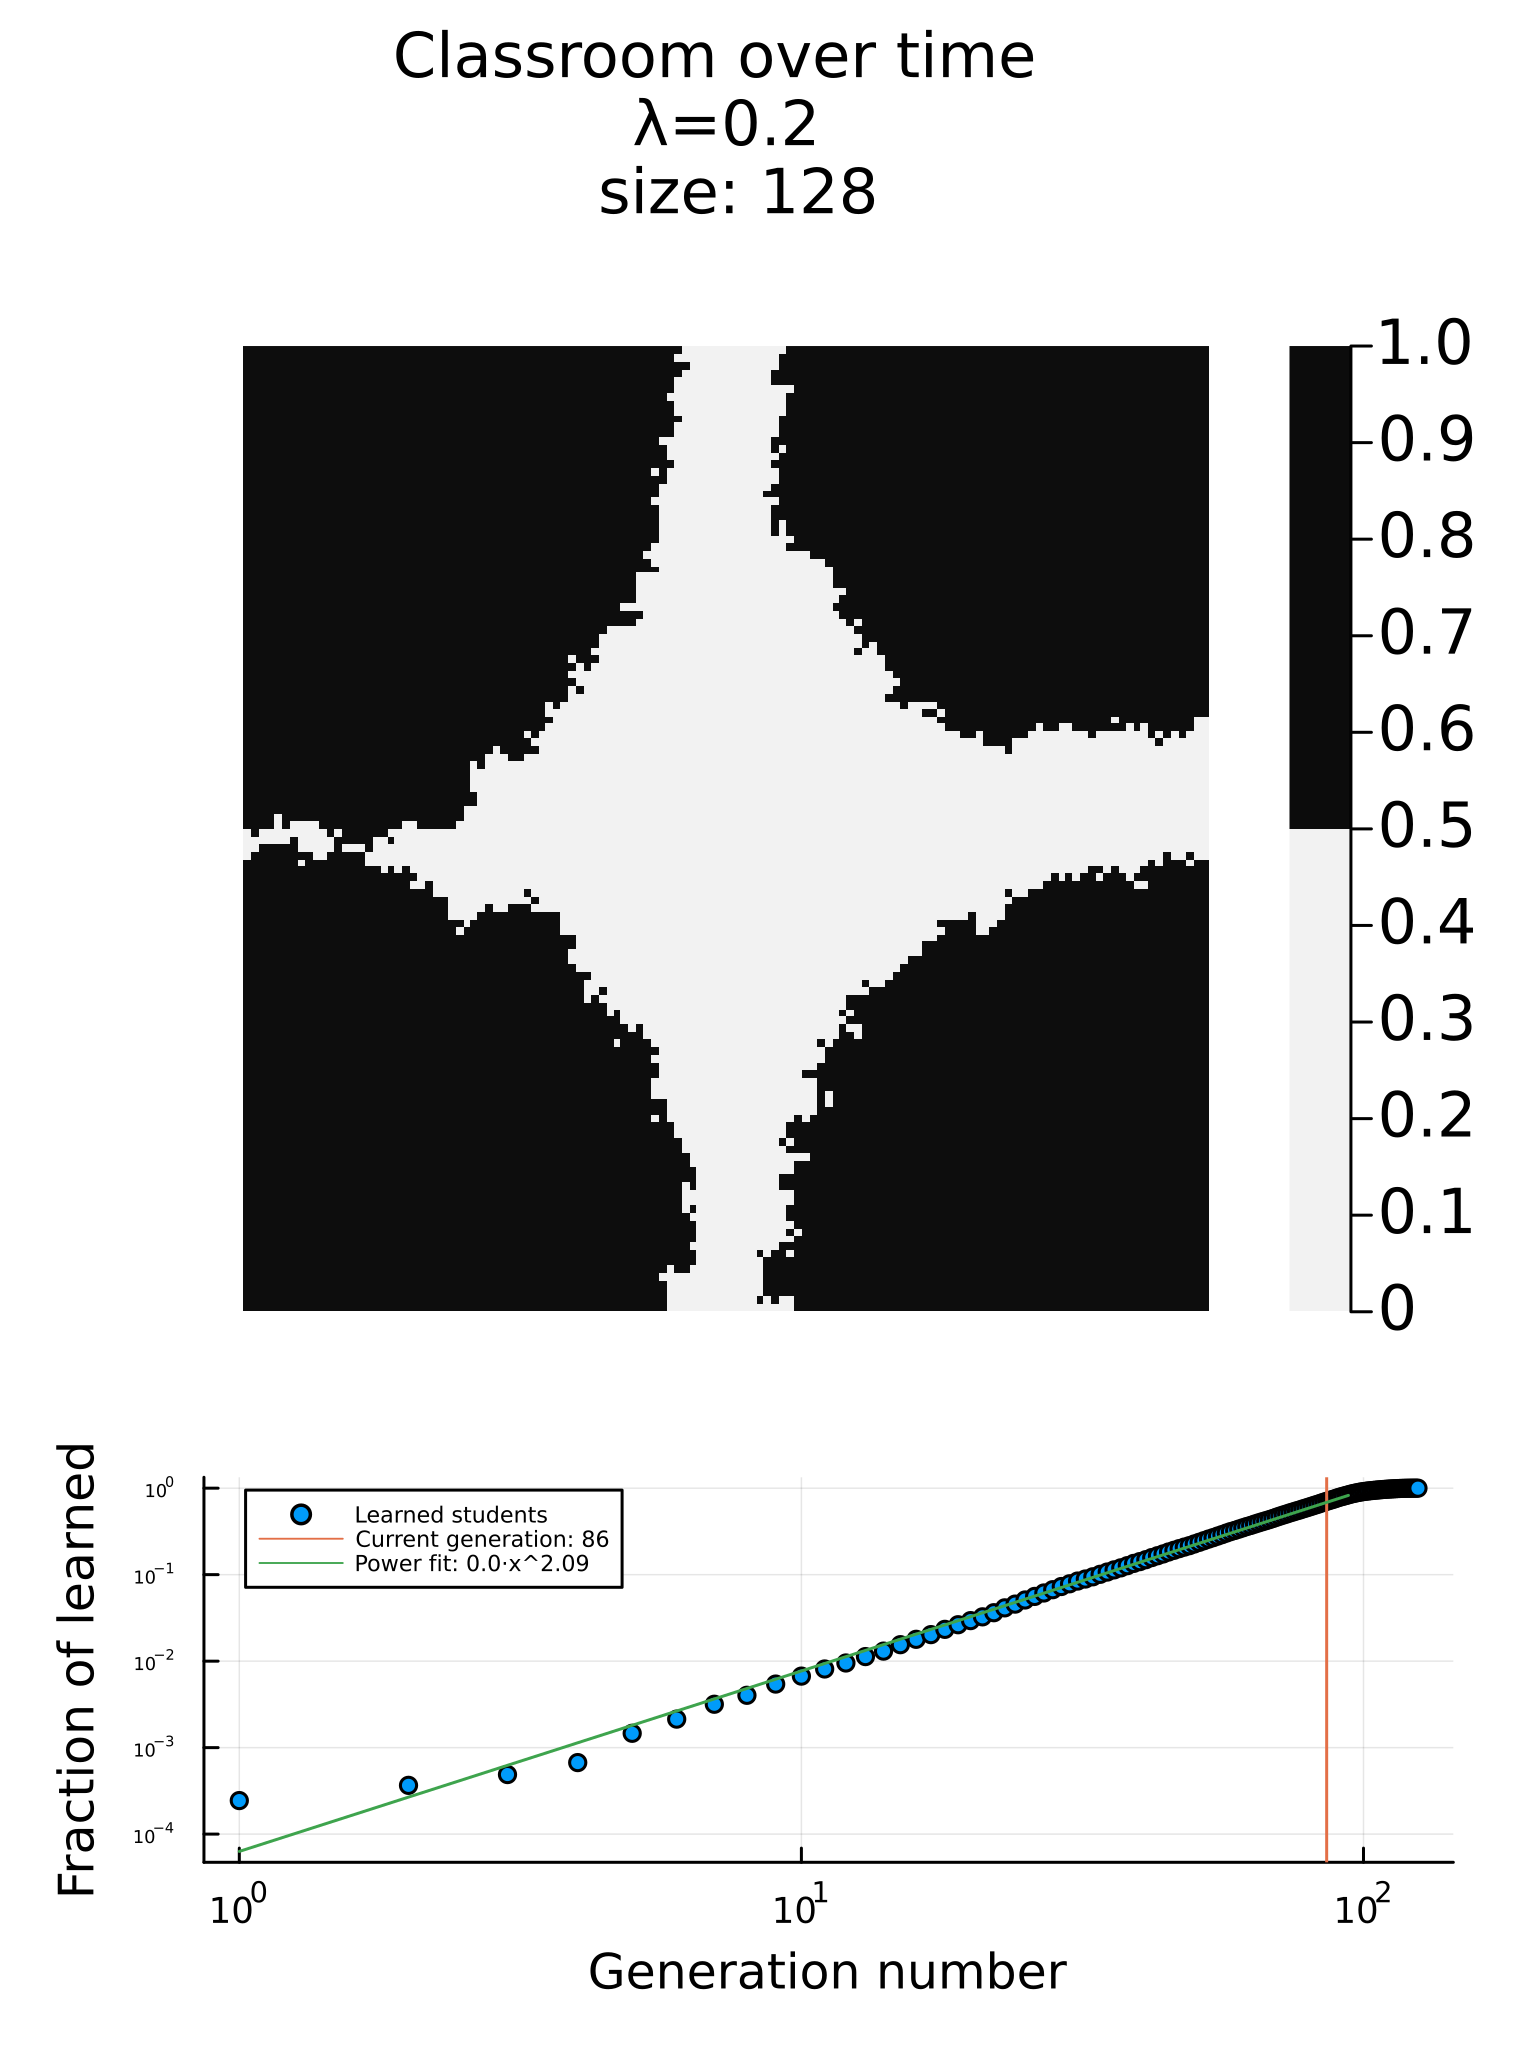 Classroom over time
λ=0.2
size: 128
1.0
0.9
0.8
0.7
0.6
0.5
0.4
0.3
0.2
0.1
0
Fraction of learned
10^0
10^-1
10^-2
10^-3
10^-4
Learned students
Current generation: 86
Power fit: 0.0·x^2.09
10^0 10^1 10^2
Generation number